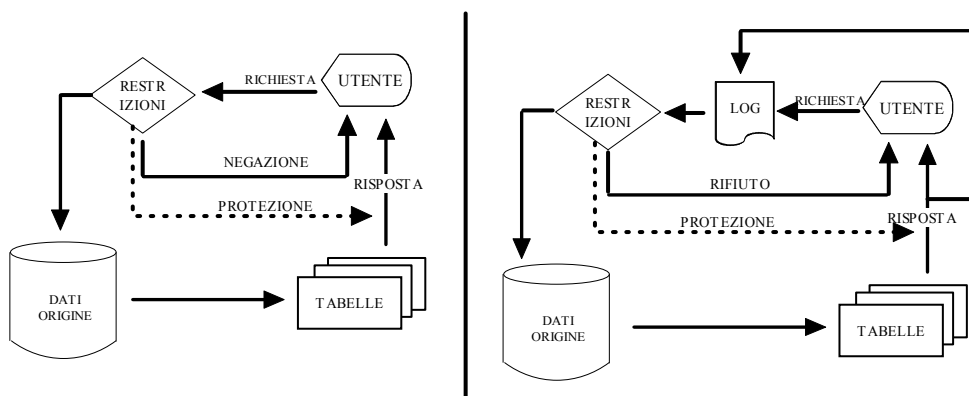 RICHIESTA
UTENTE
RESTR
IZIONI
NEGAZIONE
RISPOSTA
PROTEZIONE
DATI
ORIGINE
TABELLE
RESTR
IZIONI
LOG
RICHIESTA
UTENTE
RIFIUTO
PROTEZIONE
RISPOSTA
DATI
ORIGINE
TABELLE